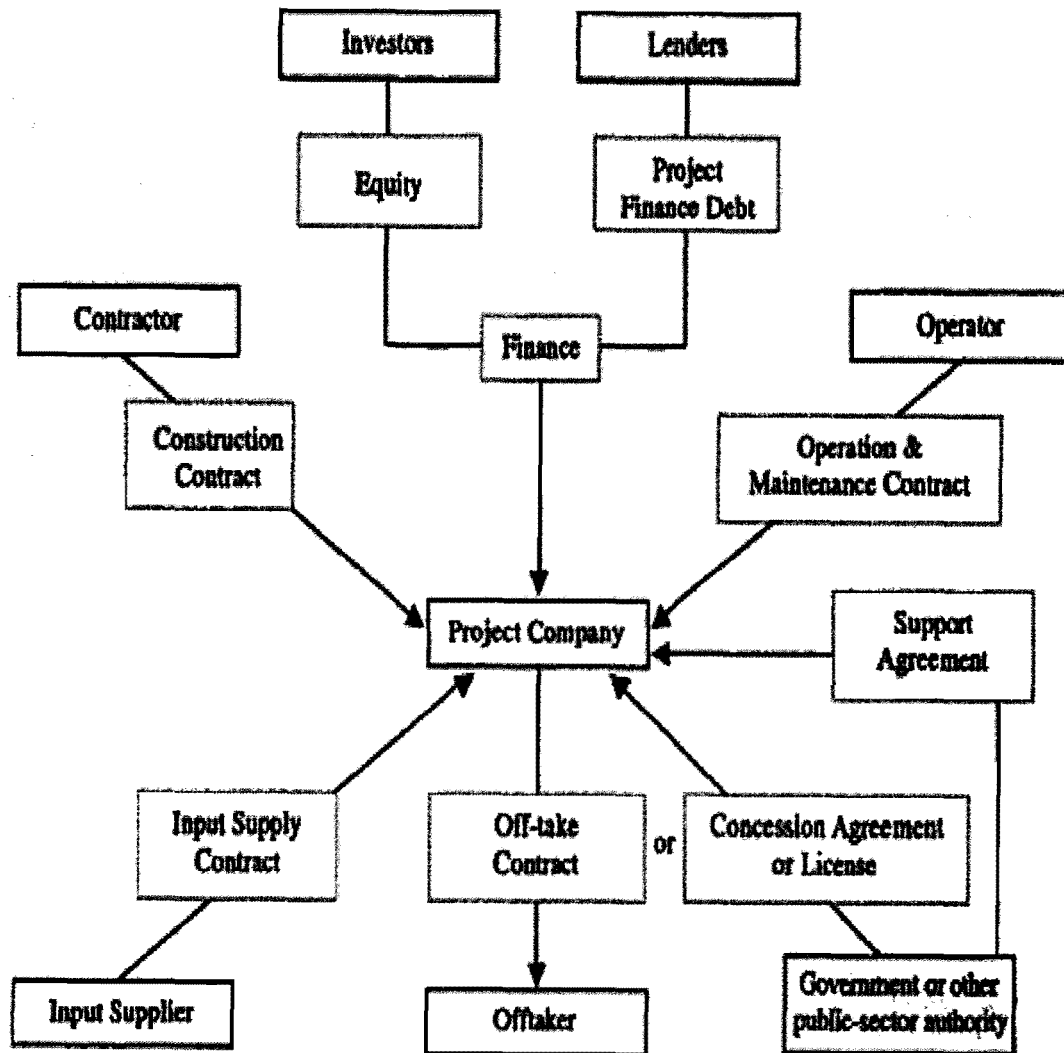 Investors
Lenders
Equity
Project
Finance Debt
Contractor
Finance
Operator
Construction
Contract
Operation &
Maintenance Contract
Project Company
Support
Agreement
Input Supply
Contract
Off-take
Contract
or
Concession Agreement
or License
Input Supplier
Offtaker
Government or other
public-sector authority